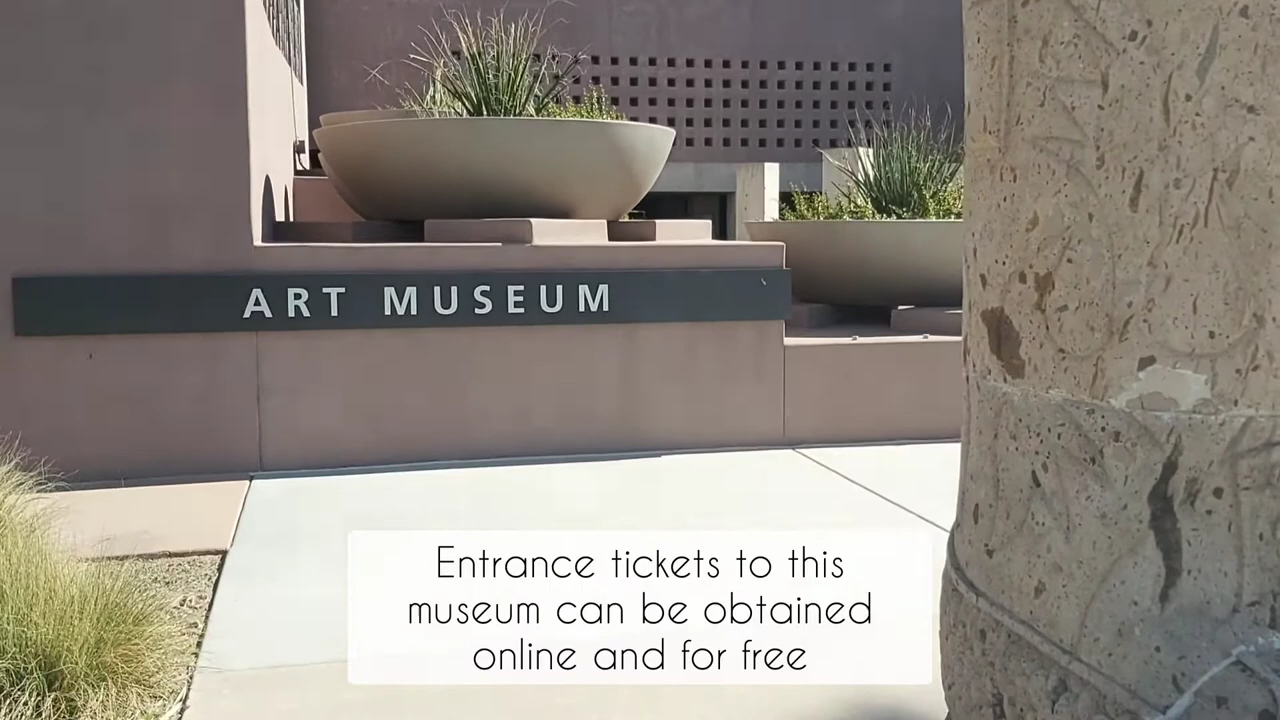 ART MUSEUM
Entrance tickets to this
museum can be obtained
online and for free